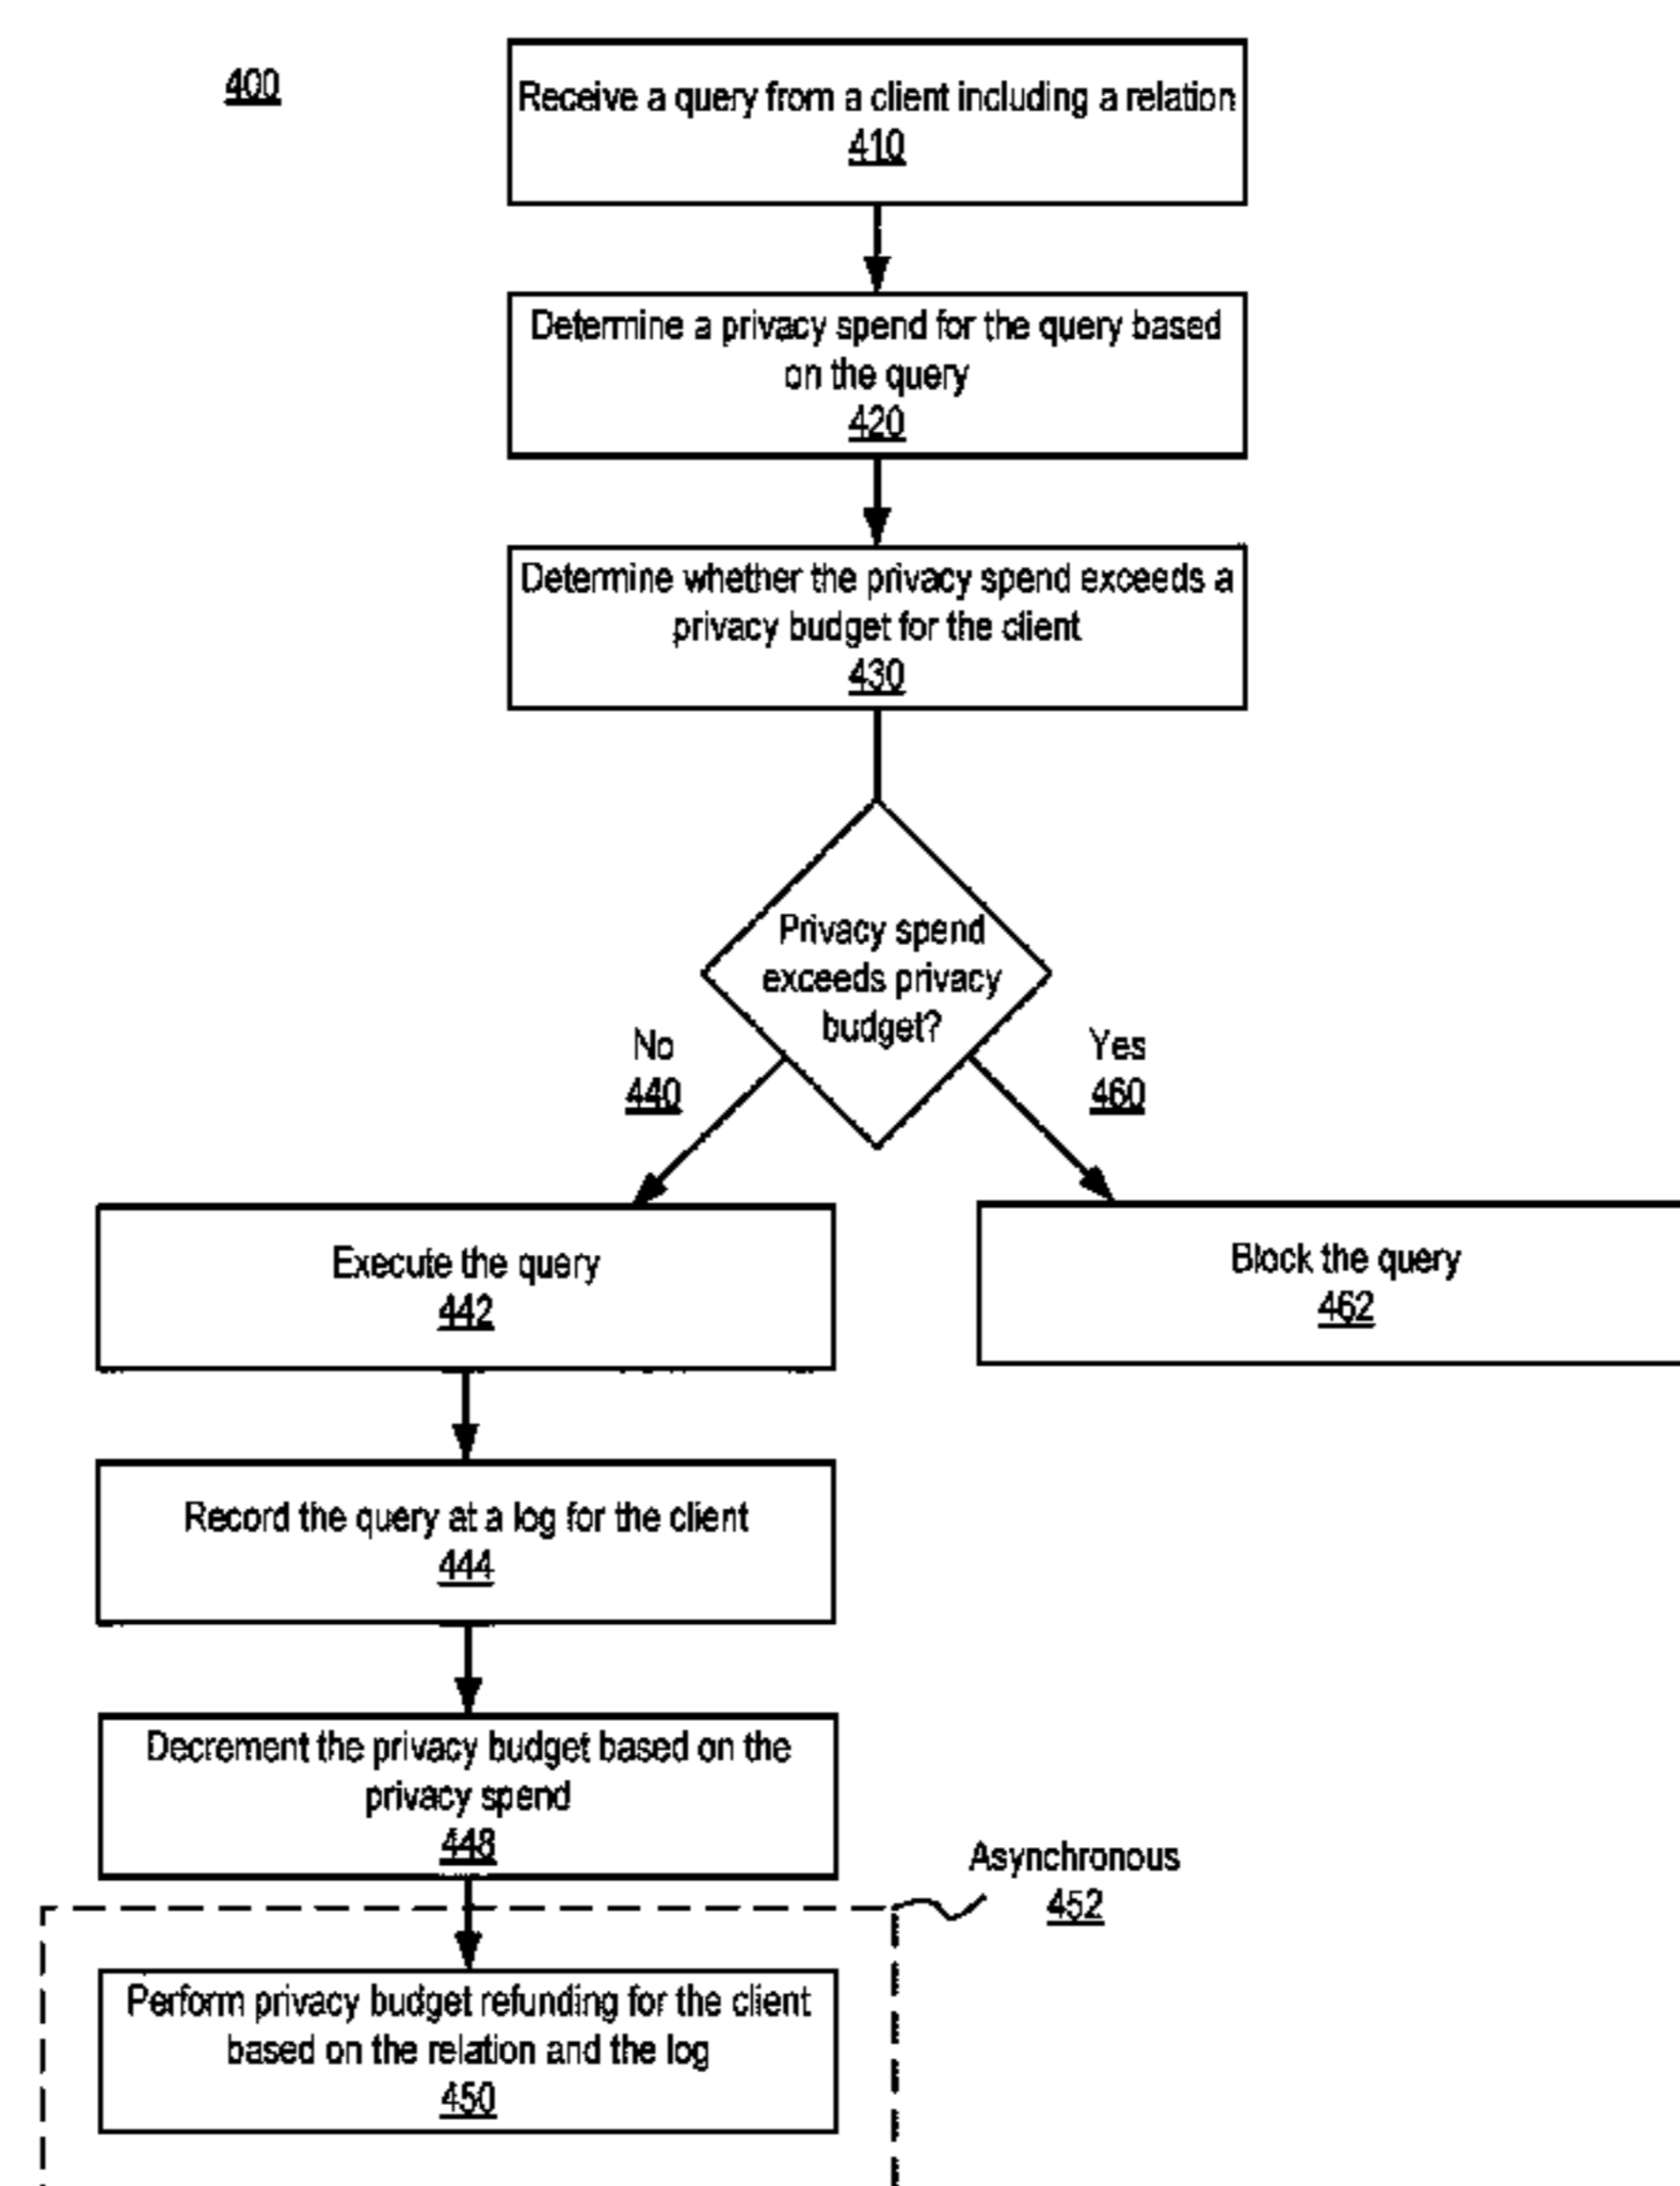 400
Receive a query from a client including a relation
410
Determine a privacy spend for the query based
on the query
420
Determine whether the privacy spend exceeds a
privacy budget for the client
430
Privacy spend
exceeds privacy
budget?
No
440
Yes
460
Execute the query
442
Block the query
462
Record the query at a log for the client
444
Decrement the privacy budget based on the
privacy spend
448
Asynchronous
452
Perform privacy budget refunding for the client
based on the relation and the log
450